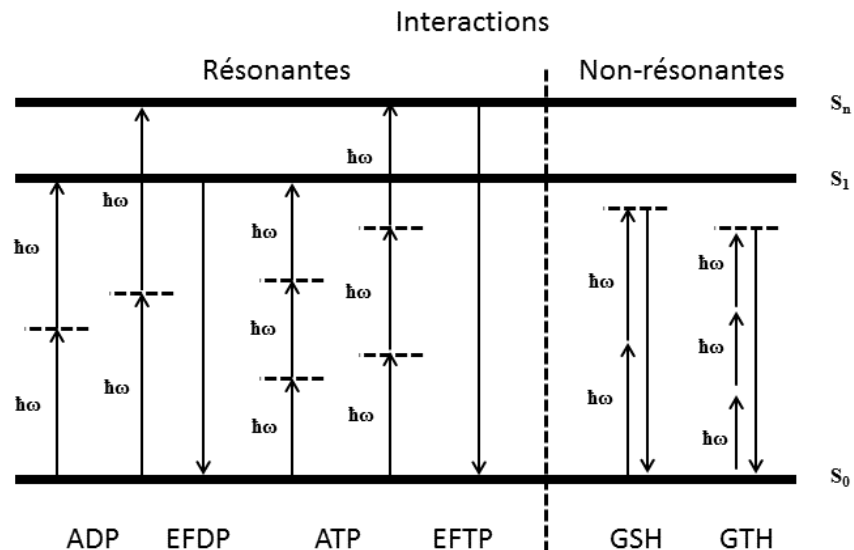 Interactions
Résonantes Non-résonantes
Sₙ
ħω
S₁
ħω
ħω
ħω
ħω
ħω
ħω
ħω
ħω
ħω
ħω
ħω
ħω
ħω
ħω
S₀
ADP EFDP ATP EFTP GSH GTH